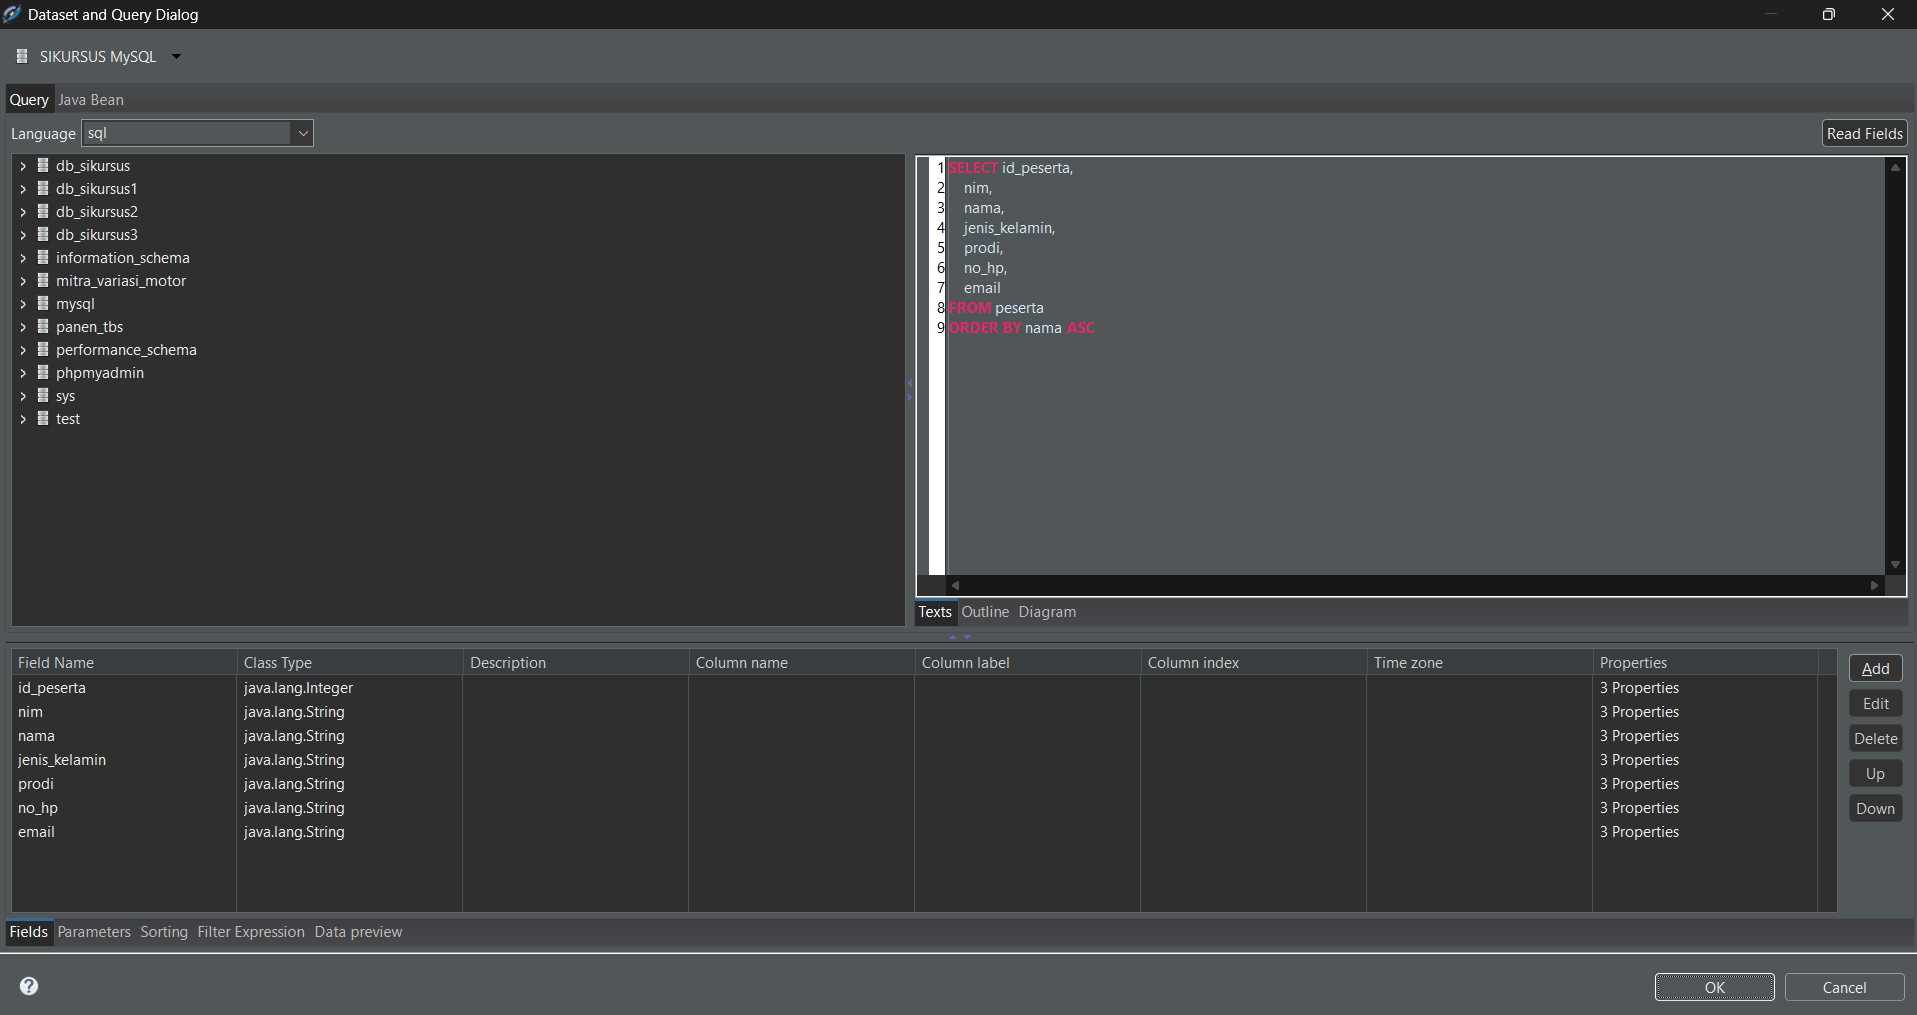 Dataset and Query Dialog
SIKURSUS MySQL
Query Java Bean
Language sql
Read Fields
db_sikursus
db_sikursus1
db_sikursus2
db_sikursus3
information_schema
mitra_variasi_motor
mysql
panen_tbs
performance_schema
phpmyadmin
sys
test
1 SELECT id_peserta,
2 nim,
3 nama,
4 jenis_kelamin,
5 prodi,
6 no_hp,
7 email
8 FROM peserta
9 ORDER BY nama ASC
Texts Outline Diagram
Field Name Class Type Description Column name Column label Column index Time zone Properties
id_peserta java.lang.Integer 3 Properties
nim java.lang.String 3 Properties
nama java.lang.String 3 Properties
jenis_kelamin java.lang.String 3 Properties
prodi java.lang.String 3 Properties
no_hp java.lang.String 3 Properties
email java.lang.String 3 Properties
Add
Edit
Delete
Up
Down
Fields Parameters Sorting Filter Expression Data preview
?
OK Cancel